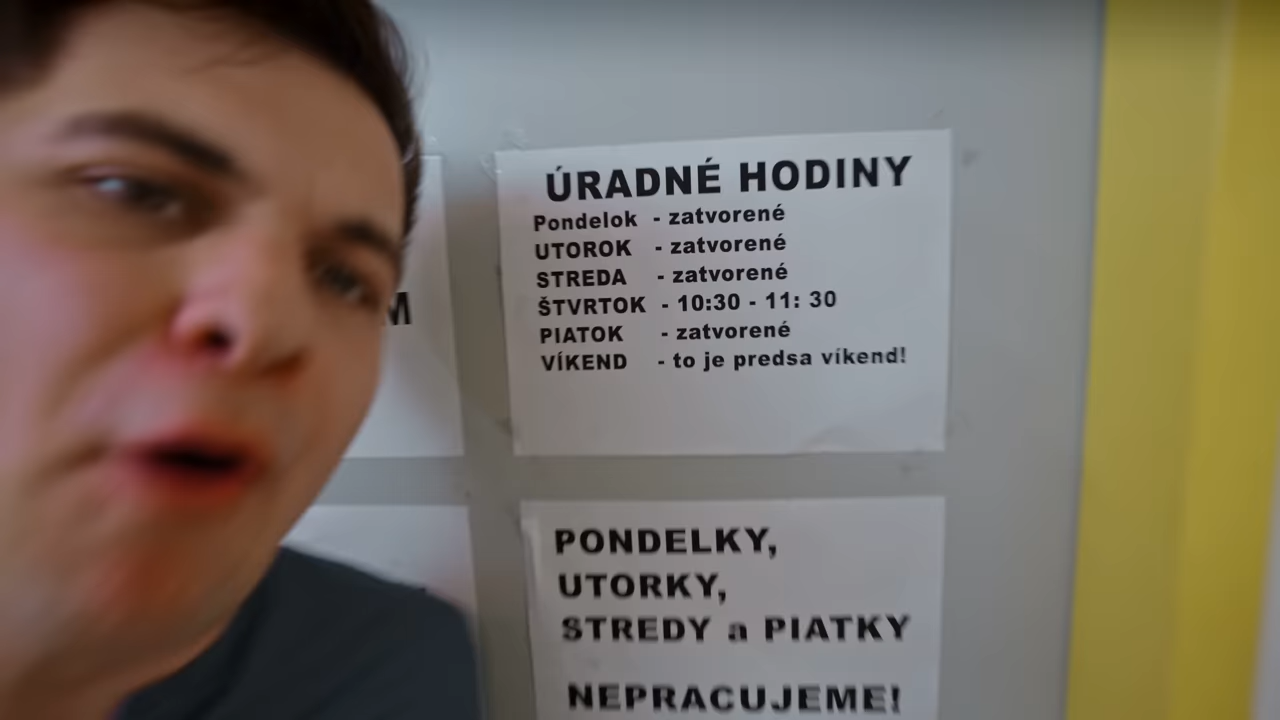 ÚRADNÉ HODINY
Pondelok - zatvorené
UTOROK - zatvorené
STREDA - zatvorené
ŠTVRTOK - 10:30 - 11: 30
PIATOK - zatvorené
VÍKEND - to je predsa víkend!
PONDELKY,
UTORKY,
STREDY a PIATKY
NEPRACUJEME!